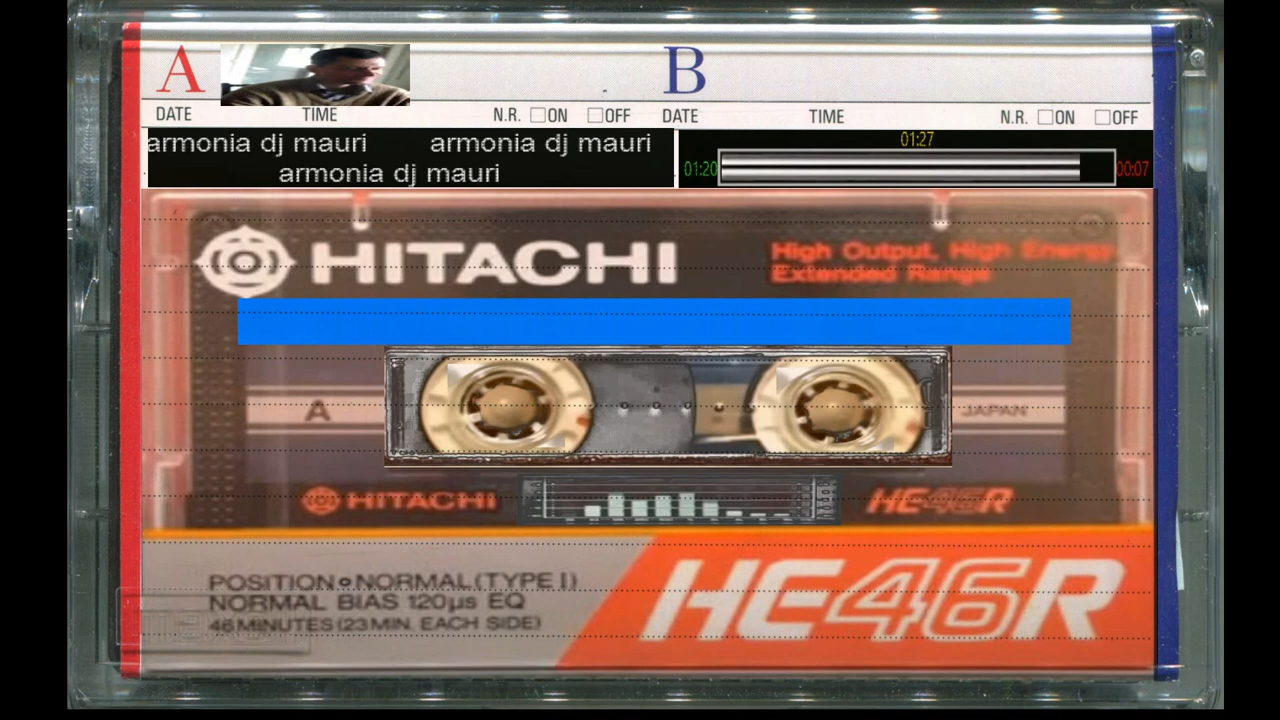 A B
DATE TIME N.R. ON OFF DATE TIME N.R. ON OFF
armonia dj mauri armonia dj mauri
armonia dj mauri
01:27
01:20 00:07
HITACHI
High Output, High Energy
Extended Range
A JAPAN
HITACHI HE46R
POSITION NORMAL (TYPE I)
NORMAL BIAS 120µs EQ
46 MINUTES (23 MIN. EACH SIDE)
HE46R